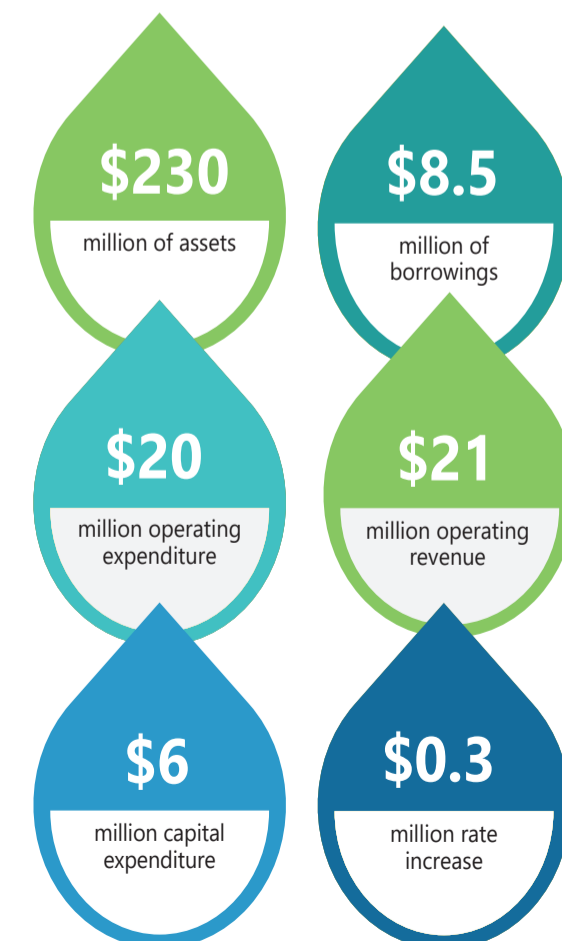 $230
million of assets
$8.5
million of
borrowings
$20
million operating
expenditure
$21
million operating
revenue
$6
million capital
expenditure
$0.3
million rate
increase